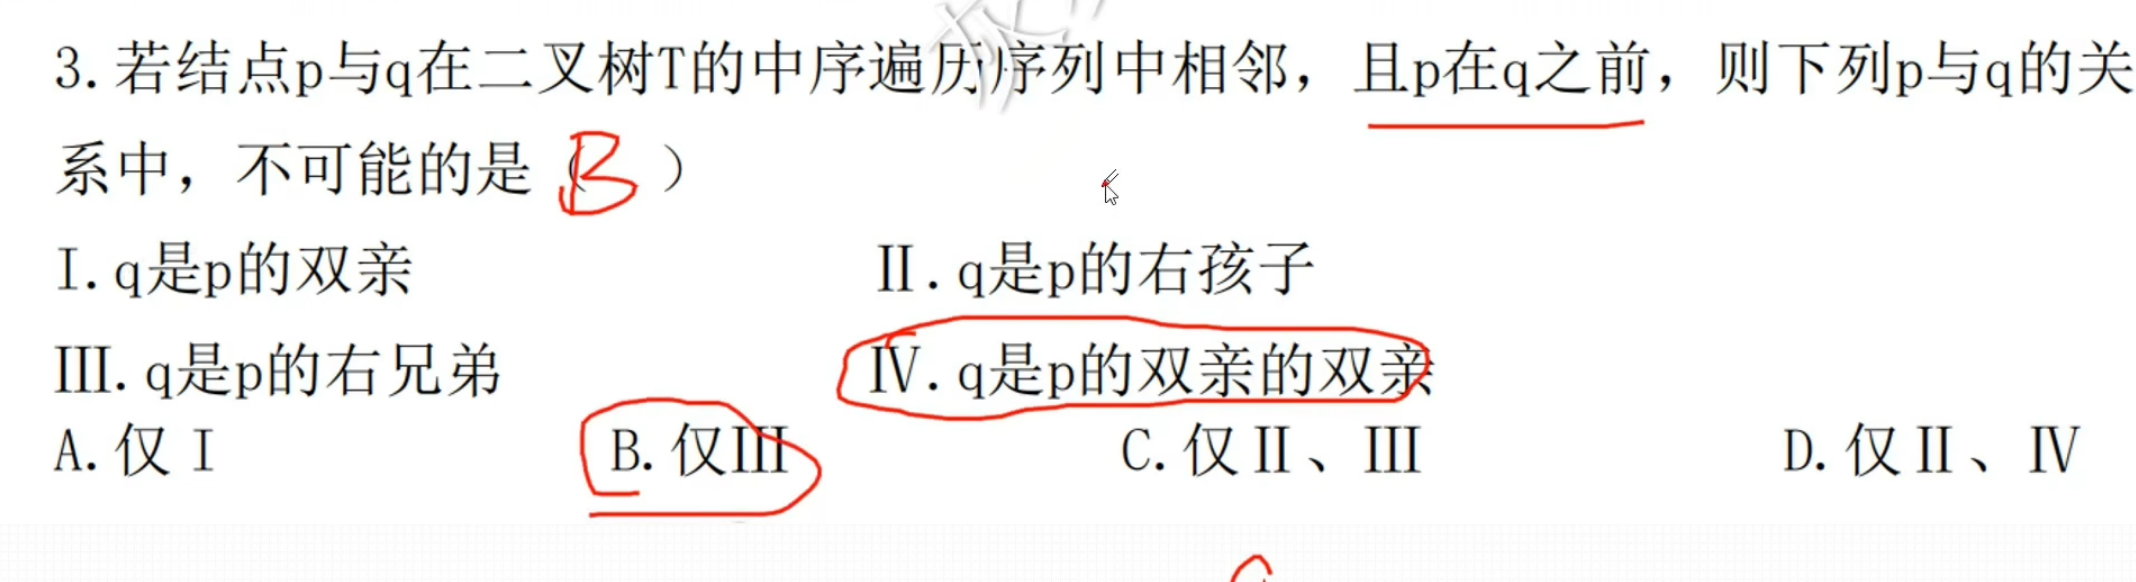 3. 若结点p与q在二叉树T的中序遍历序列中相邻，且p在q之前，则下列p与q的关
系中，不可能的是（B）
Ⅰ. q是p的双亲 Ⅱ. q是p的右孩子
Ⅲ. q是p的右兄弟 Ⅳ. q是p的双亲的双亲
A. 仅Ⅰ B. 仅Ⅲ C. 仅Ⅱ、Ⅲ D. 仅Ⅱ、Ⅳ